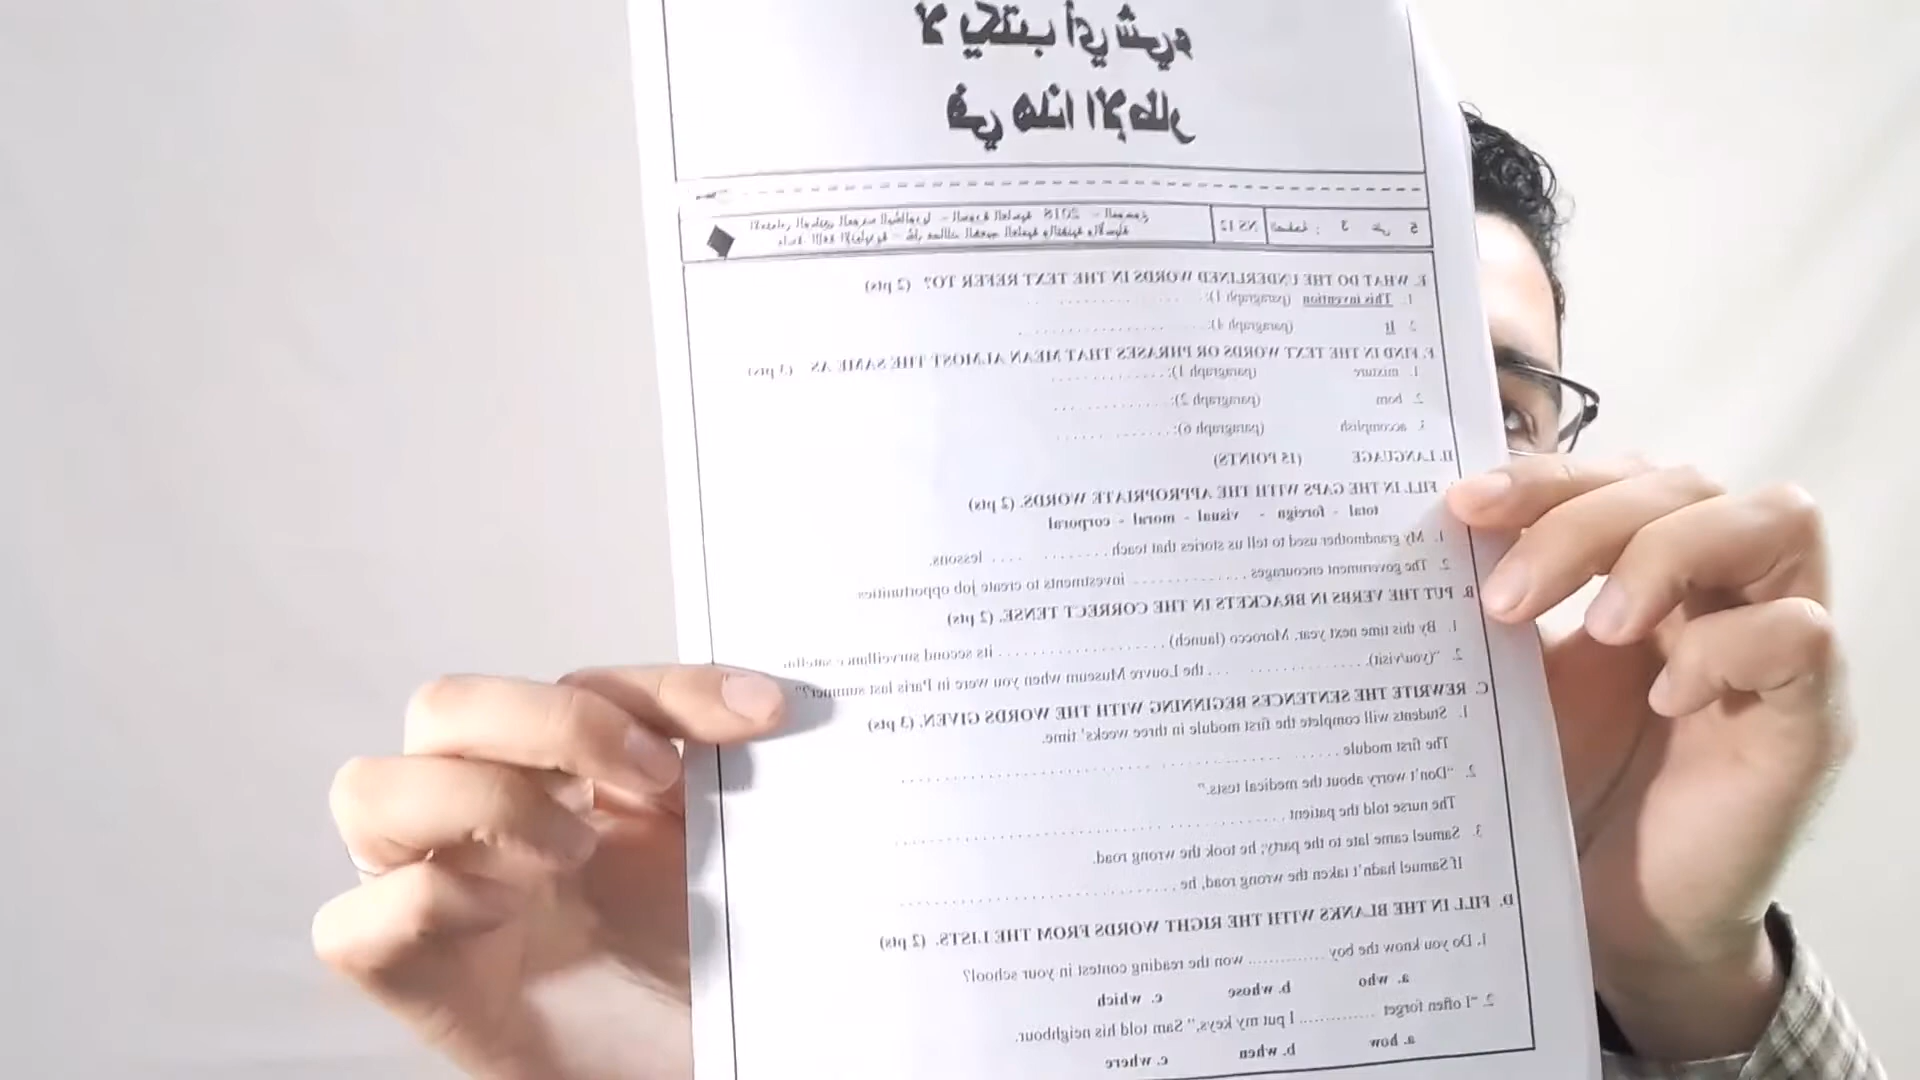 لا يكتب أي شيء
في هذا الإطار
الامتحان الوطني الموحد للبكالوريا – الدورة العادية 2018 – الموضوع
NS 12
الصفحة : 3 على 5
E. WHAT DO THE UNDERLINED WORDS IN THE TEXT REFER TO? (2 pts)
1. This invention (paragraph 1): . . . . . . . . . . . . . . .
2. It (paragraph 4): . . . . . . . . . . . . . . . . . . . . .
F. FIND IN THE TEXT WORDS OR PHRASES THAT MEAN ALMOST THE SAME AS (3 pts)
1. mixture (paragraph 1): . . . . . . . . . . . . . .
2. born (paragraph 2): . . . . . . . . . . . . . .
3. accomplish (paragraph 6): . . . . . . . . . . . . . .
II. LANGUAGE (15 POINTS)
FILL IN THE GAPS WITH THE APPROPRIATE WORDS. (2 pts)
total - foreign - visual - moral - corporal
1. My grandmother used to tell us stories that teach . . . . . . . . . . . . . lessons.
2. The government encourages . . . . . . . . . . . . . . investments to create job opportunities
B. PUT THE VERBS IN BRACKETS IN THE CORRECT TENSE. (2 pts)
1. By this time next year, Morocco (launch) . . . . . . . . . . . . . . . . . . . . its second surveillance satellite
2. "(you/visit) . . . . . . . . . . . . . . . . . . . the Louvre Museum when you were in Paris last summer?"
C. REWRITE THE SENTENCES BEGINNING WITH THE WORDS GIVEN. (3 pts)
1. Students will complete the first module in three weeks' time.
The first module . . . . . . . . . . . . . . . . . . . . . . . . . . . . . . . . . . . . . . . . . . . . . . . .
2. "Don't worry about the medical tests."
The nurse told the patient . . . . . . . . . . . . . . . . . . . . . . . . . . . . . . . . . . . . . . . . . . .
3. Samuel came late to the party; he took the wrong road.
If Samuel hadn't taken the wrong road, he . . . . . . . . . . . . . . . . . . . . . . . . . . . . . . .
D. FILL IN THE BLANKS WITH THE RIGHT WORDS FROM THE LISTS. (2 pts)
1. Do you know the boy .............. won the reading contest in your school?
a. who b. whose c. which
2. "I often forget .............. I put my keys," Sam told his neighbour.
a. how b. when c. where